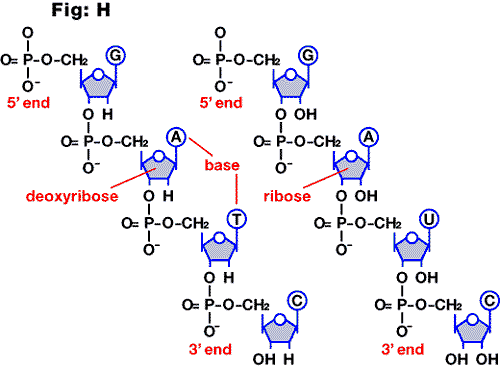 Fig: H
O⁻ O⁻
O=P–O–CH₂ G O=P–O–CH₂ G
O⁻ O⁻
5' end O H 5' end O OH
O=P–O–CH₂ A O=P–O–CH₂ A
O⁻ base O⁻
deoxyribose O H ribose O OH
O=P–O–CH₂ T O=P–O–CH₂ U
O⁻ O⁻
O H O OH
O=P–O–CH₂ C O=P–O–CH₂ C
O⁻ O⁻
3' end OH H 3' end OH OH